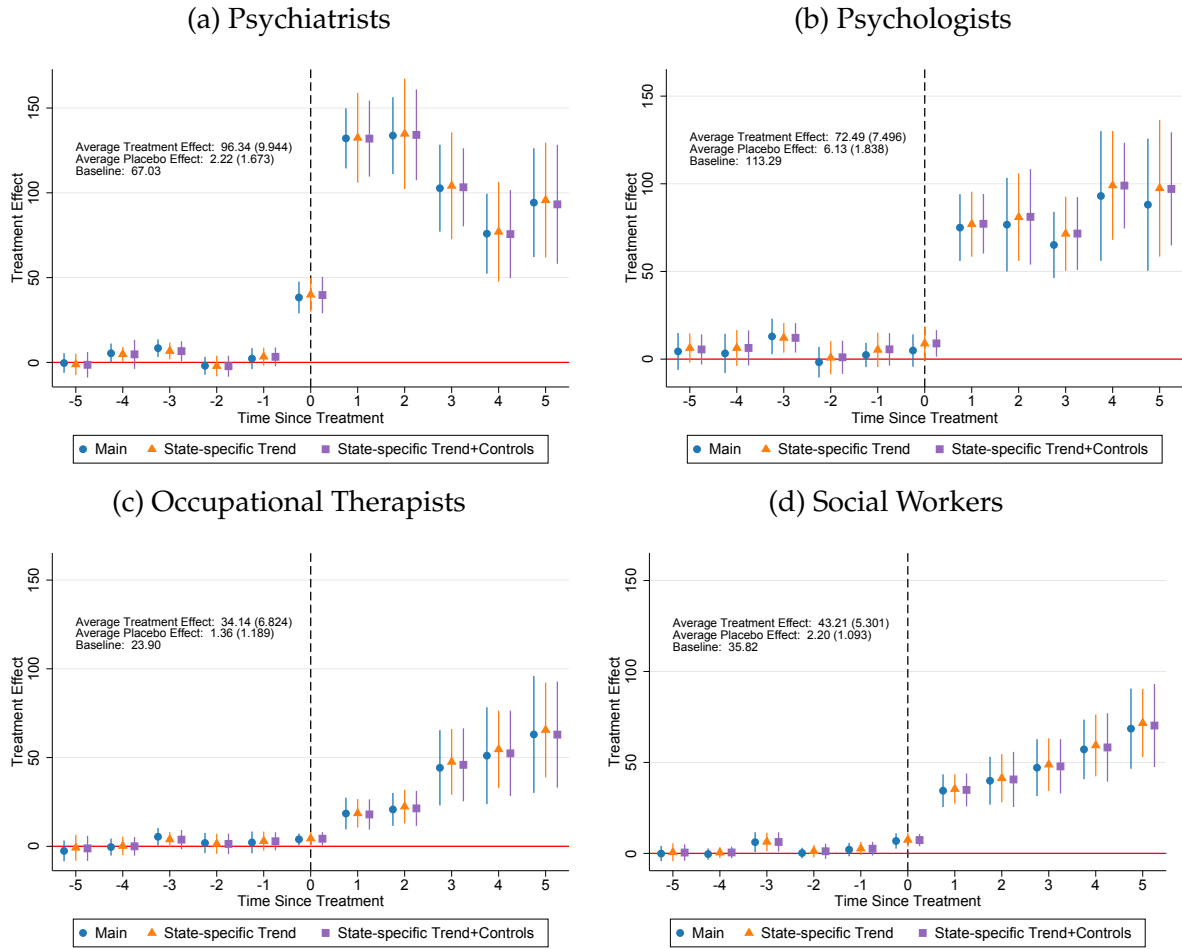 (a) Psychiatrists
Treatment Effect
150
100
50
0
Average Treatment Effect: 96.34 (9.944)
Average Placebo Effect: 2.22 (1.673)
Baseline: 67.03
-5 -4 -3 -2 -1 0 1 2 3 4 5
Time Since Treatment
Main State-specific Trend State-specific Trend+Controls
(b) Psychologists
Treatment Effect
150
100
50
0
Average Treatment Effect: 72.49 (7.496)
Average Placebo Effect: 6.13 (1.838)
Baseline: 113.29
-5 -4 -3 -2 -1 0 1 2 3 4 5
Time Since Treatment
Main State-specific Trend State-specific Trend+Controls
(c) Occupational Therapists
Treatment Effect
150
100
50
0
Average Treatment Effect: 34.14 (6.824)
Average Placebo Effect: 1.36 (1.189)
Baseline: 23.90
-5 -4 -3 -2 -1 0 1 2 3 4 5
Time Since Treatment
Main State-specific Trend State-specific Trend+Controls
(d) Social Workers
Treatment Effect
150
100
50
0
Average Treatment Effect: 43.21 (5.301)
Average Placebo Effect: 2.20 (1.093)
Baseline: 35.82
-5 -4 -3 -2 -1 0 1 2 3 4 5
Time Since Treatment
Main State-specific Trend State-specific Trend+Controls